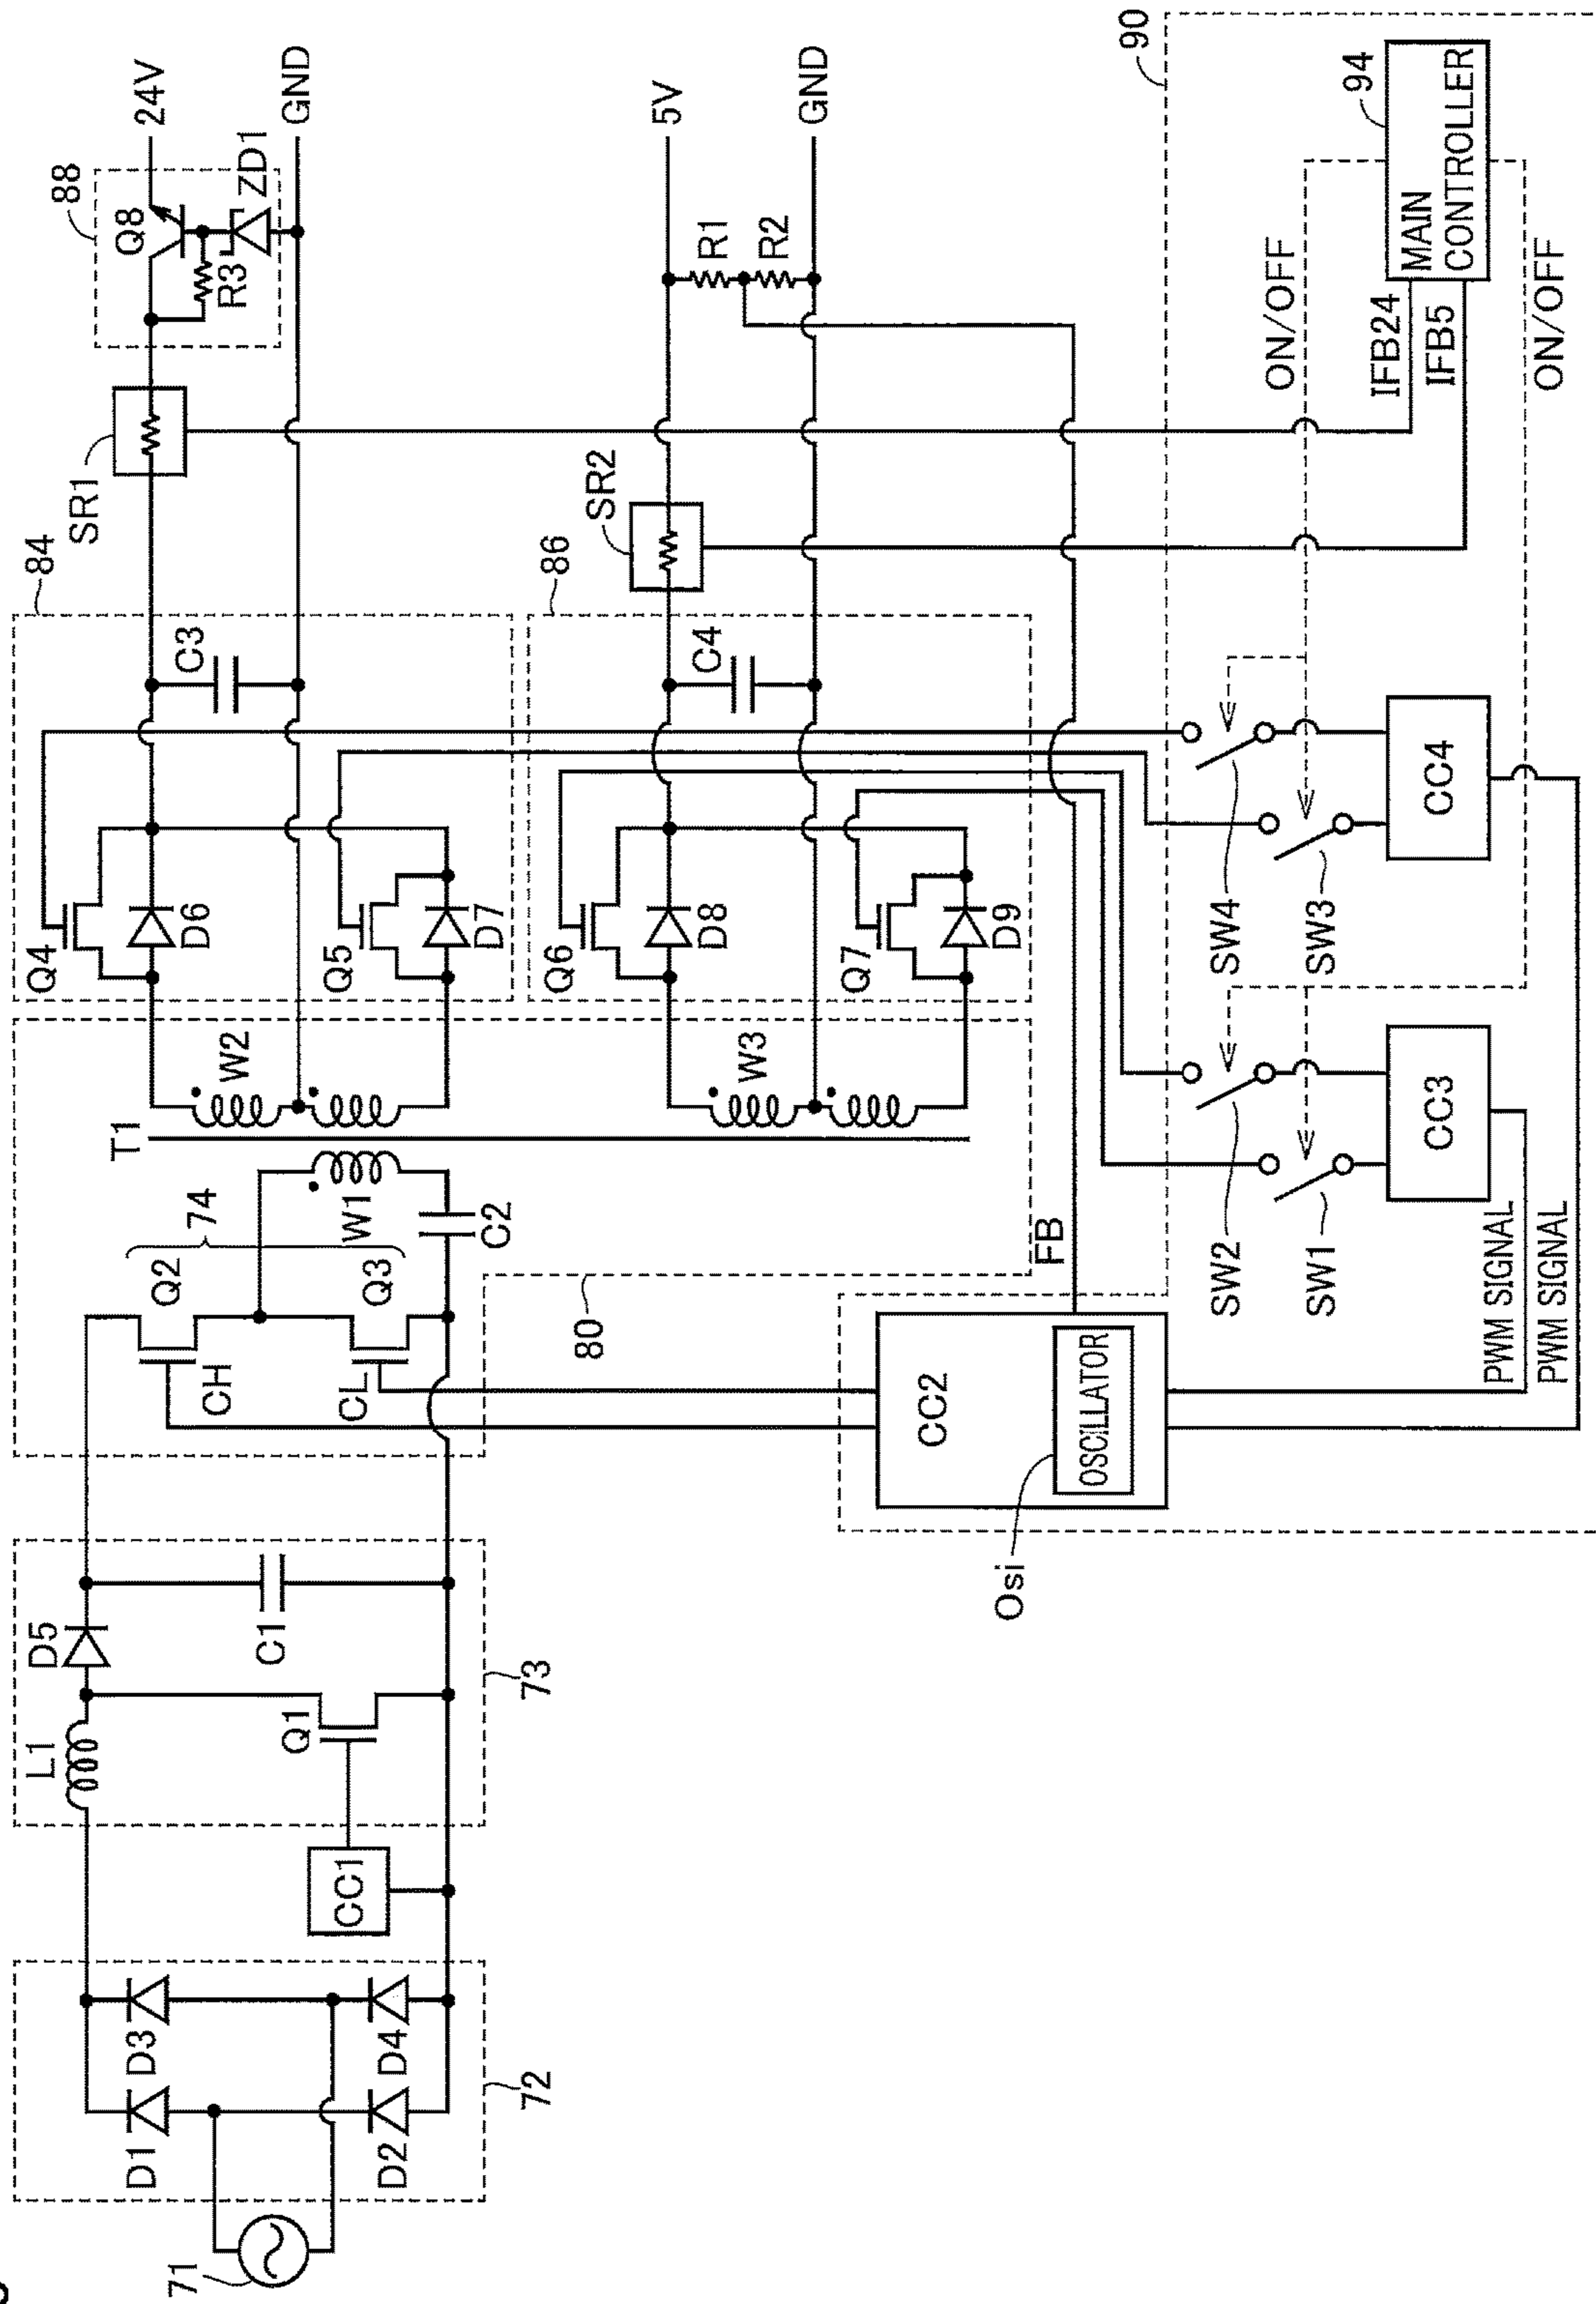 71
D1
D3
D2
D4
72
CC1
L1
D5
Q1
C1
73
Q2
74
CH
Q3
CL
W1
C2
T1
80
W2
W3
84
Q4
D6
Q5
D7
C3
86
Q6
D8
Q7
D9
C4
SR1
SR2
88
Q8
R3
ZD1
24V
GND
5V
R1
R2
GND
90
Osi
CC2
OSCILLATOR
FB
SW2
SW1
CC3
SW4
SW3
CC4
PWM SIGNAL
PWM SIGNAL
ON/OFF
IFB24
IFB5
ON/OFF
94
MAIN
CONTROLLER